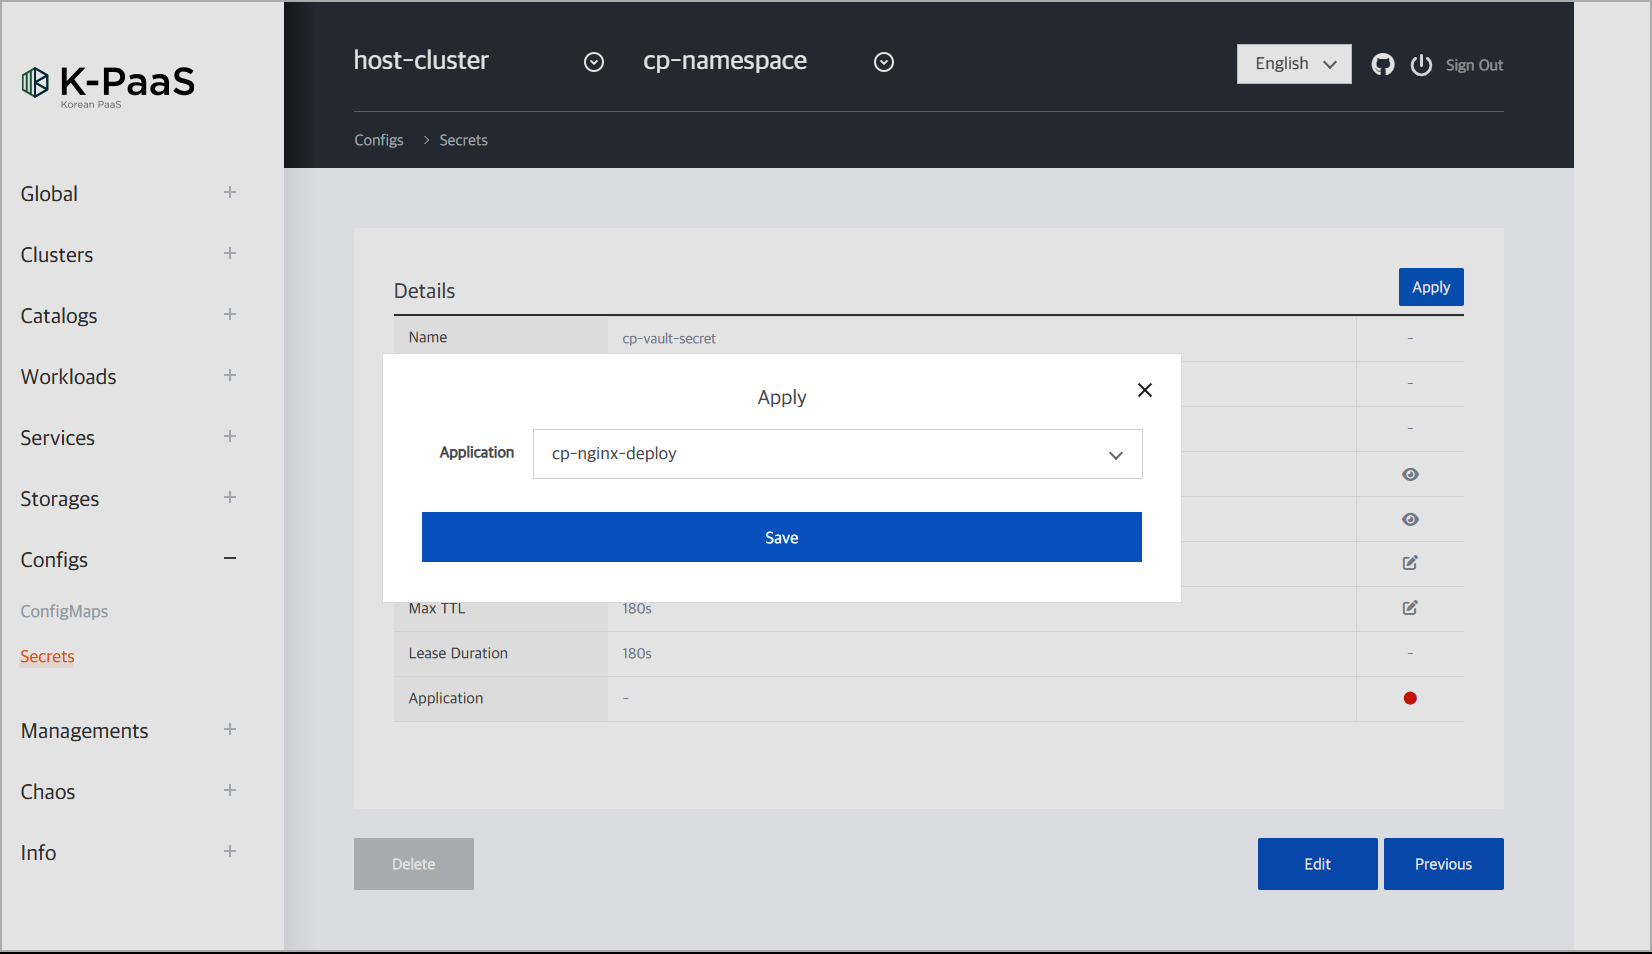 K-PaaS
Korean PaaS
Global
Clusters
Catalogs
Workloads
Services
Storages
Configs
ConfigMaps
Secrets
Managements
Chaos
Info
host-cluster
cp-namespace
English
Sign Out
Configs > Secrets
Details
Apply
Name cp-vault-secret -
-
-
Apply
Application cp-nginx-deploy
Save
Max TTL 180s
Lease Duration 180s -
Application -
Delete
Edit
Previous